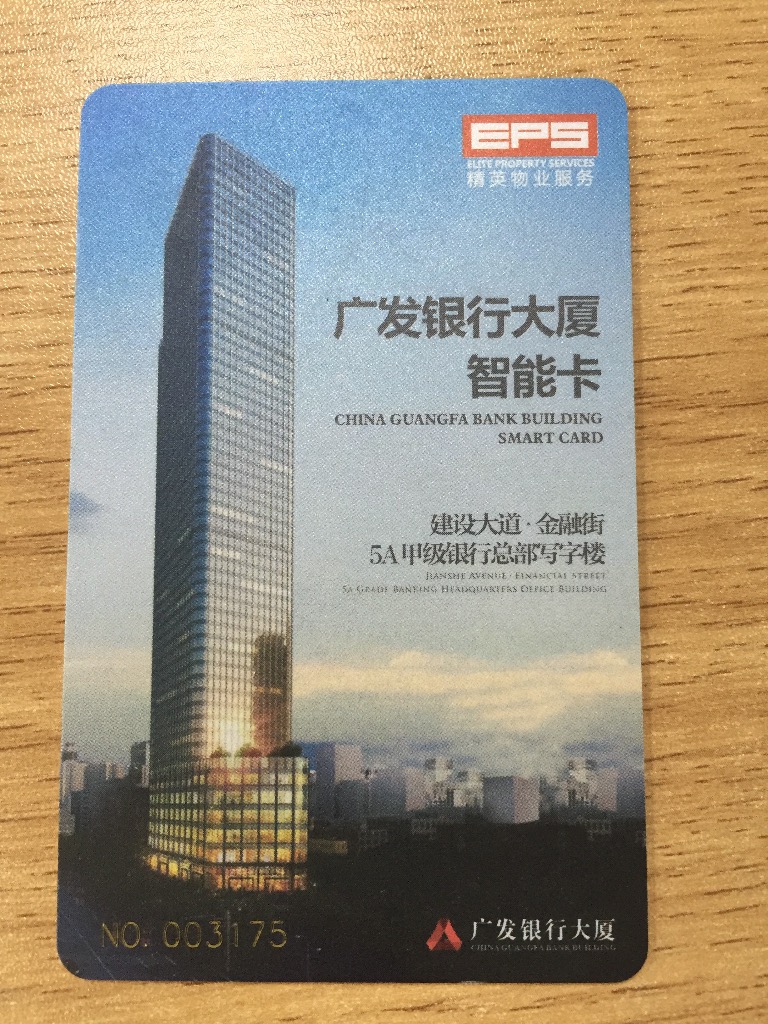 EPS
ELITE PROPERTY SERVICES
精英物业服务
广发银行大厦
智能卡
CHINA GUANGFA BANK BUILDING
SMART CARD
建设大道·金融街
5A甲级银行总部写字楼
JIANSHE AVENUE·FINANCIAL STREET
5A GRADE BANKING HEADQUARTERS OFFICE BUILDING
NO. 003175
广发银行大厦
CHINA GUANGFA BANK BUILDING